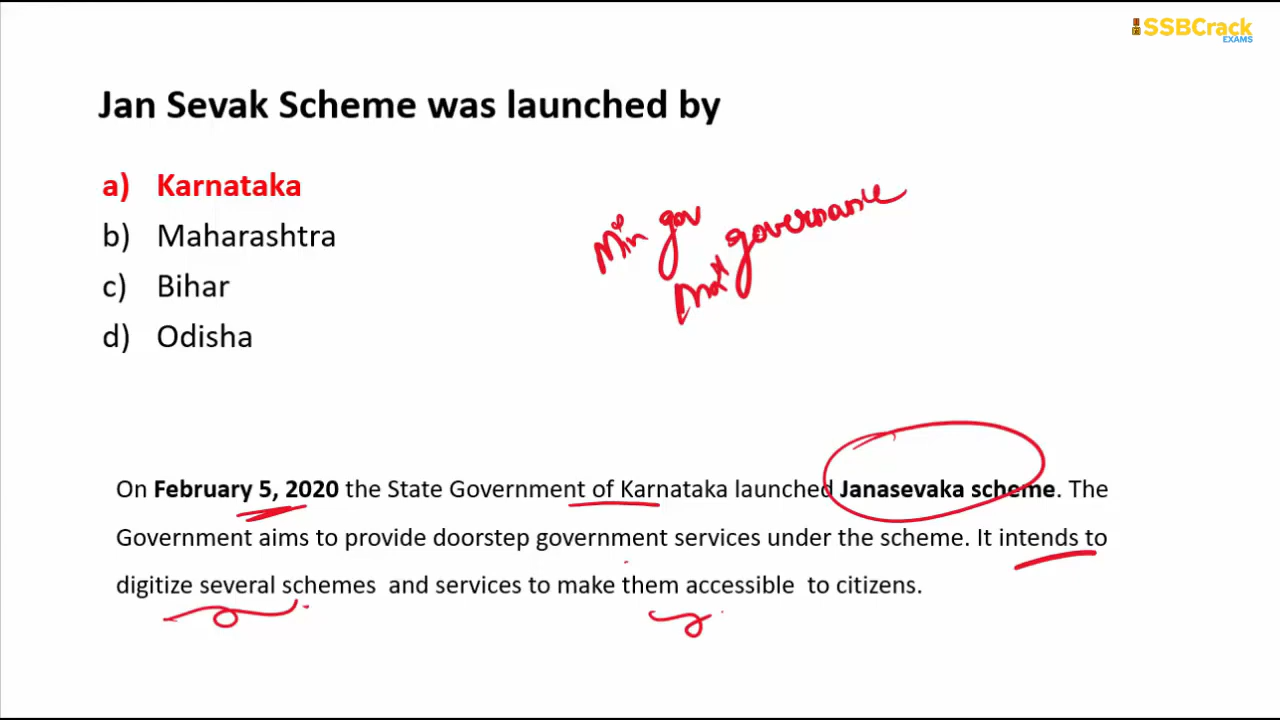 SSBCrack
EXAMS
Jan Sevak Scheme was launched by
a) Karnataka
b) Maharashtra
c) Bihar
d) Odisha
Min gov
Max governance
On February 5, 2020 the State Government of Karnataka launched Janasevaka scheme. The
Government aims to provide doorstep government services under the scheme. It intends to
digitize several schemes and services to make them accessible to citizens.